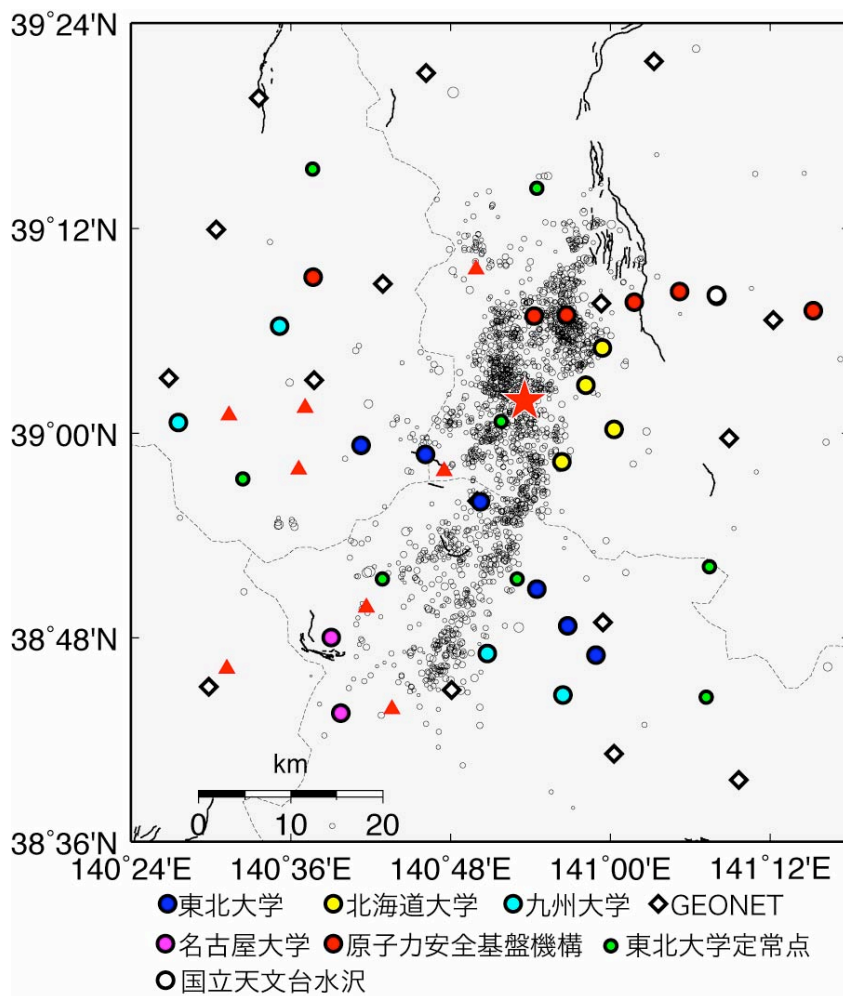 39°24'N
39°12'N
39°00'N
38°48'N
km
0 10 20
38°36'N
140°24'E 140°36'E 140°48'E 141°00'E 141°12'E
東北大学 北海道大学 九州大学 GEONET
名古屋大学 原子力安全基盤機構 東北大学定常点
国立天文台水沢